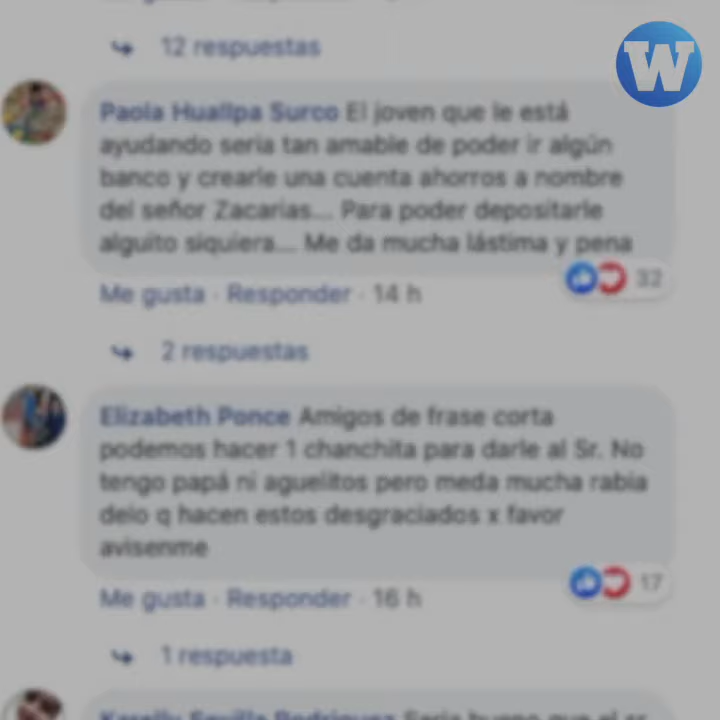 12 respuestas
W
Paola Huallpa Surco El joven que le está
ayudando seria tan amable de poder ir algún
banco y crearle una cuenta ahorros a nombre
del señor Zacarias... Para poder depositarle
alguito siquiera... Me da mucha lástima y pena
32
Me gusta · Responder · 14 h
2 respuestas
Elizabeth Ponce Amigos de frase corta
podemos hacer 1 chanchita para darle al Sr. No
tengo papá ni aguelitos pero meda mucha rabia
deio q hacen estos desgraciados x favor
avisenme
17
Me gusta · Responder · 16 h
1 respuesta